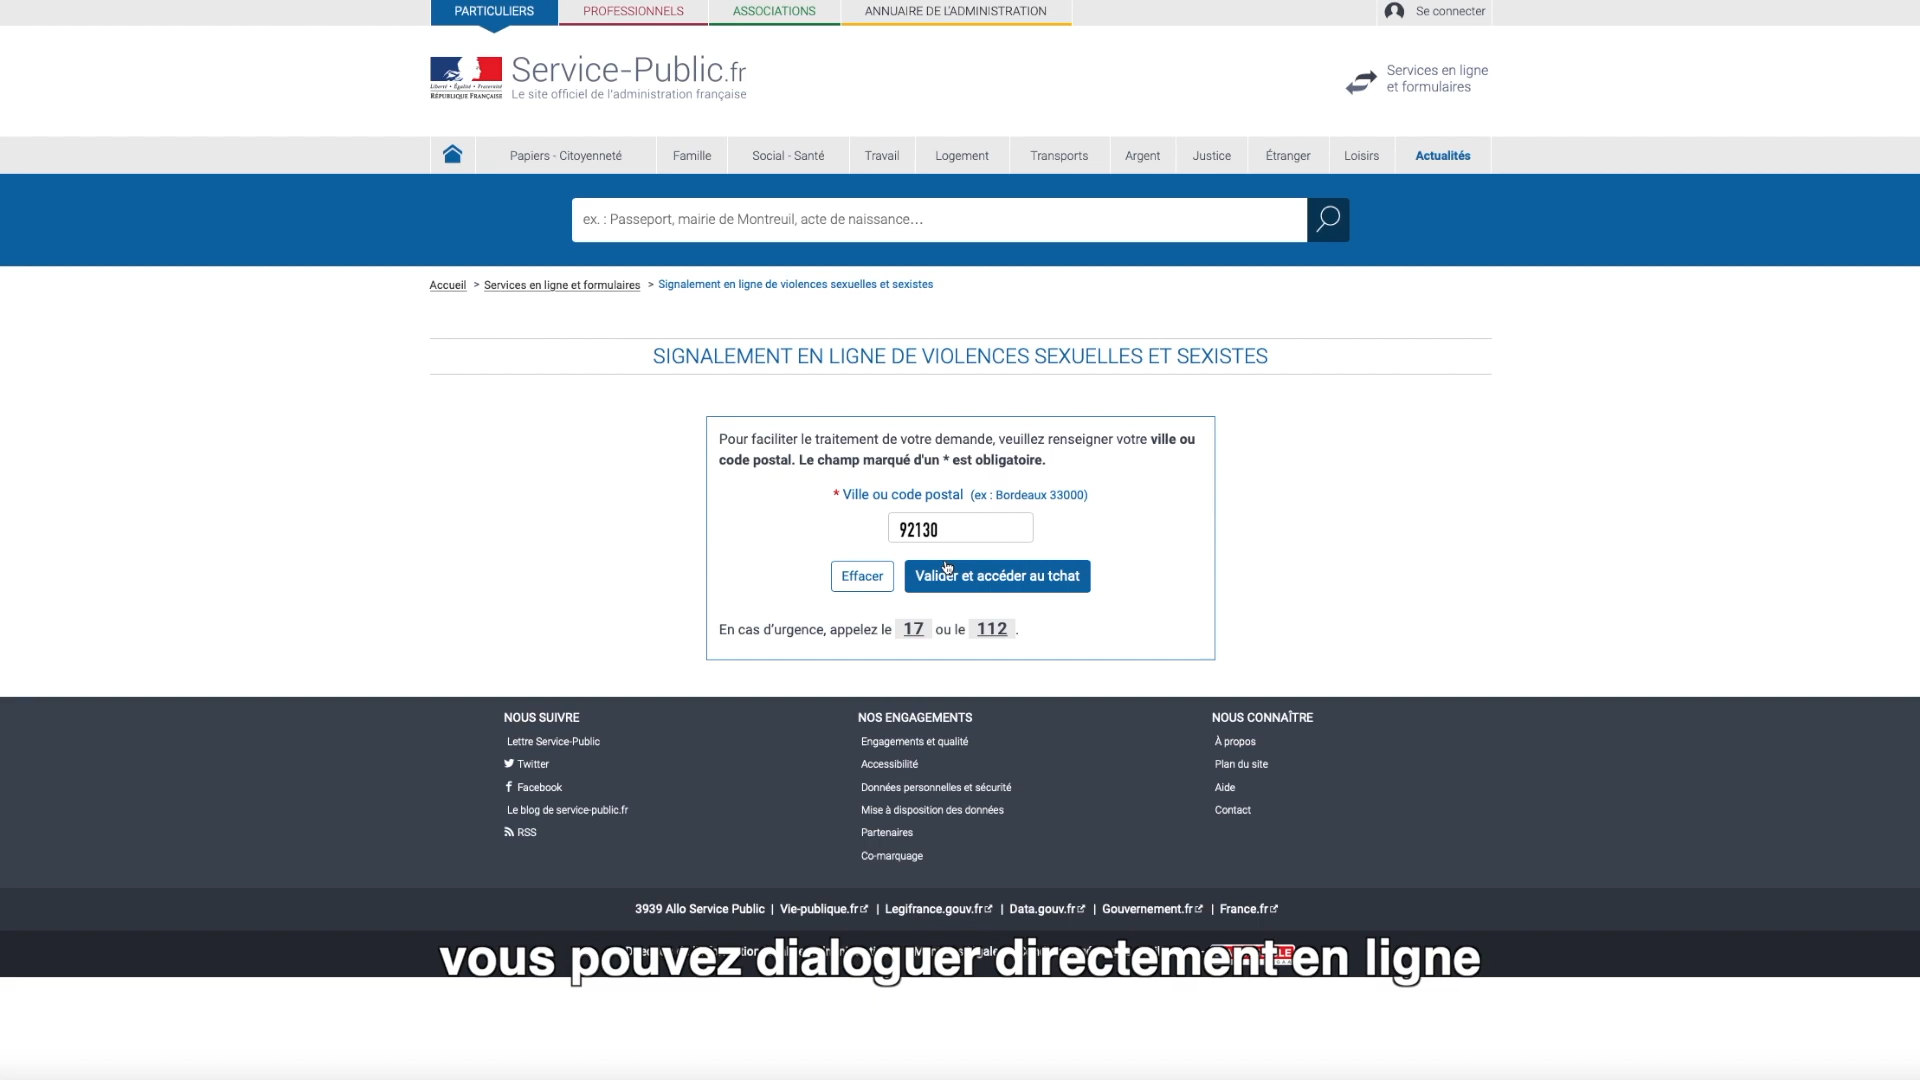 PARTICULIERS
PROFESSIONNELS
ASSOCIATIONS
ANNUAIRE DE L'ADMINISTRATION
Se connecter
Service-Public.fr
Le site officiel de l'administration française
Liberté • Égalité • Fraternité
RÉPUBLIQUE FRANÇAISE
Services en ligne
et formulaires
Papiers - Citoyenneté
Famille
Social - Santé
Travail
Logement
Transports
Argent
Justice
Étranger
Loisirs
Actualités
ex. : Passeport, mairie de Montreuil, acte de naissance...
Accueil > Services en ligne et formulaires > Signalement en ligne de violences sexuelles et sexistes
SIGNALEMENT EN LIGNE DE VIOLENCES SEXUELLES ET SEXISTES
Pour faciliter le traitement de votre demande, veuillez renseigner votre ville ou
code postal. Le champ marqué d'un * est obligatoire.
* Ville ou code postal (ex : Bordeaux 33000)
92130
Effacer
Valider et accéder au tchat
En cas d'urgence, appelez le 17 ou le 112 .
NOUS SUIVRE
Lettre Service-Public
Twitter
Facebook
Le blog de service-public.fr
RSS
NOS ENGAGEMENTS
Engagements et qualité
Accessibilité
Données personnelles et sécurité
Mise à disposition des données
Partenaires
Co-marquage
NOUS CONNAÎTRE
À propos
Plan du site
Aide
Contact
3939 Allo Service Public | Vie-publique.fr | Legifrance.gouv.fr | Data.gouv.fr | Gouvernement.fr | France.fr
vous pouvez dialoguer directement en ligne